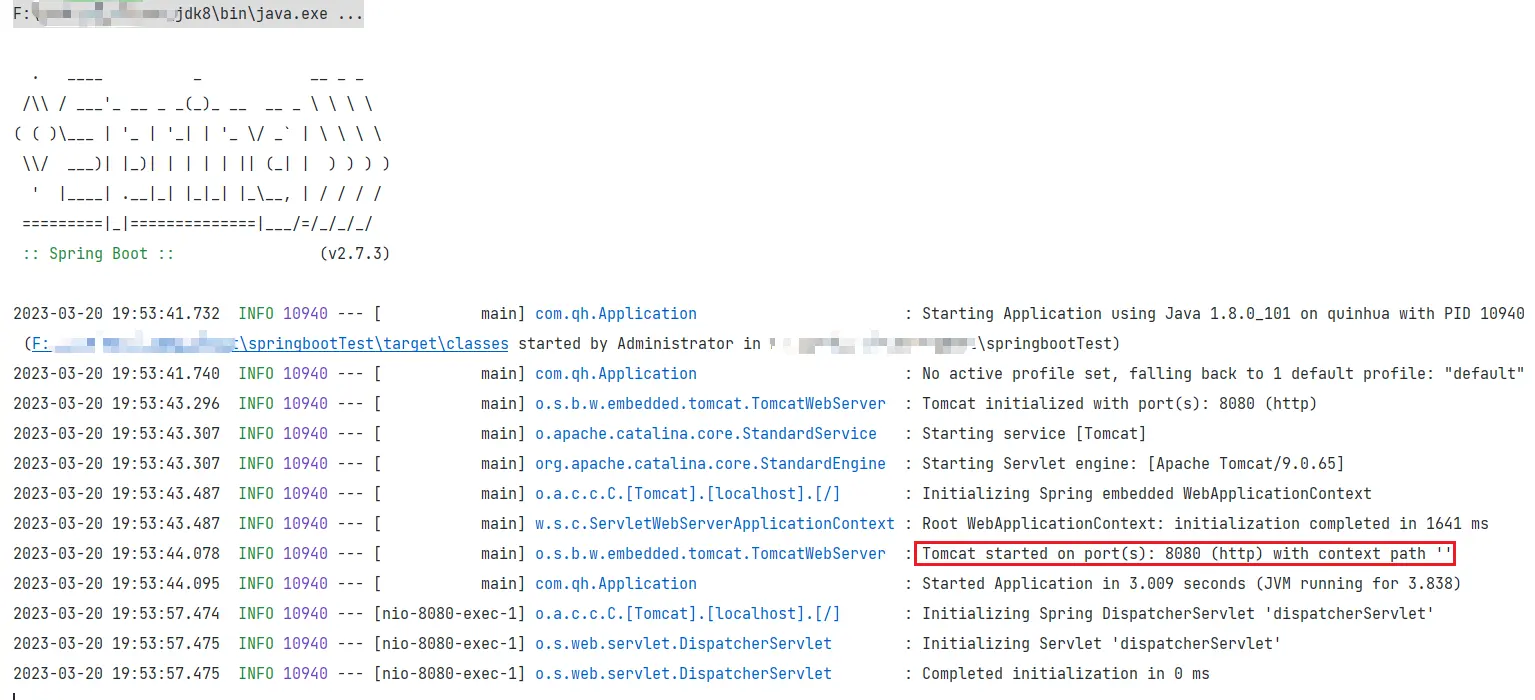 F:\ jdk8\bin\java.exe ...
  .   ____          _            __ _ _
 /\\ / ___'_ __ _ _(_)_ __  __ _ \ \ \ \
( ( )\___ | '_ | '_| | '_ \/ _` | \ \ \ \
 \\/  ___)| |_)| | | | | || (_| |  ) ) ) )
  '  |____| .__|_| |_|_| |_\__, | / / / /
 =========|_|==============|___/=/_/_/_/
 :: Spring Boot ::                (v2.7.3)
2023-03-20 19:53:41.732  INFO 10940 --- [           main] com.qh.Application                       : Starting Application using Java 1.8.0_101 on quinhua with PID 10940
 (F: \springbootTest\target\classes started by Administrator in \springbootTest)
2023-03-20 19:53:41.740  INFO 10940 --- [           main] com.qh.Application                       : No active profile set, falling back to 1 default profile: "default"
2023-03-20 19:53:43.296  INFO 10940 --- [           main] o.s.b.w.embedded.tomcat.TomcatWebServer  : Tomcat initialized with port(s): 8080 (http)
2023-03-20 19:53:43.307  INFO 10940 --- [           main] o.apache.catalina.core.StandardService   : Starting service [Tomcat]
2023-03-20 19:53:43.307  INFO 10940 --- [           main] org.apache.catalina.core.StandardEngine  : Starting Servlet engine: [Apache Tomcat/9.0.65]
2023-03-20 19:53:43.487  INFO 10940 --- [           main] o.a.c.c.C.[Tomcat].[localhost].[/]       : Initializing Spring embedded WebApplicationContext
2023-03-20 19:53:43.487  INFO 10940 --- [           main] w.s.c.ServletWebServerApplicationContext : Root WebApplicationContext: initialization completed in 1641 ms
2023-03-20 19:53:44.078  INFO 10940 --- [           main] o.s.b.w.embedded.tomcat.TomcatWebServer  : Tomcat started on port(s): 8080 (http) with context path ''
2023-03-20 19:53:44.095  INFO 10940 --- [           main] com.qh.Application                       : Started Application in 3.009 seconds (JVM running for 3.838)
2023-03-20 19:53:57.474  INFO 10940 --- [nio-8080-exec-1] o.a.c.c.C.[Tomcat].[localhost].[/]       : Initializing Spring DispatcherServlet 'dispatcherServlet'
2023-03-20 19:53:57.475  INFO 10940 --- [nio-8080-exec-1] o.s.web.servlet.DispatcherServlet        : Initializing Servlet 'dispatcherServlet'
2023-03-20 19:53:57.475  INFO 10940 --- [nio-8080-exec-1] o.s.web.servlet.DispatcherServlet        : Completed initialization in 0 ms